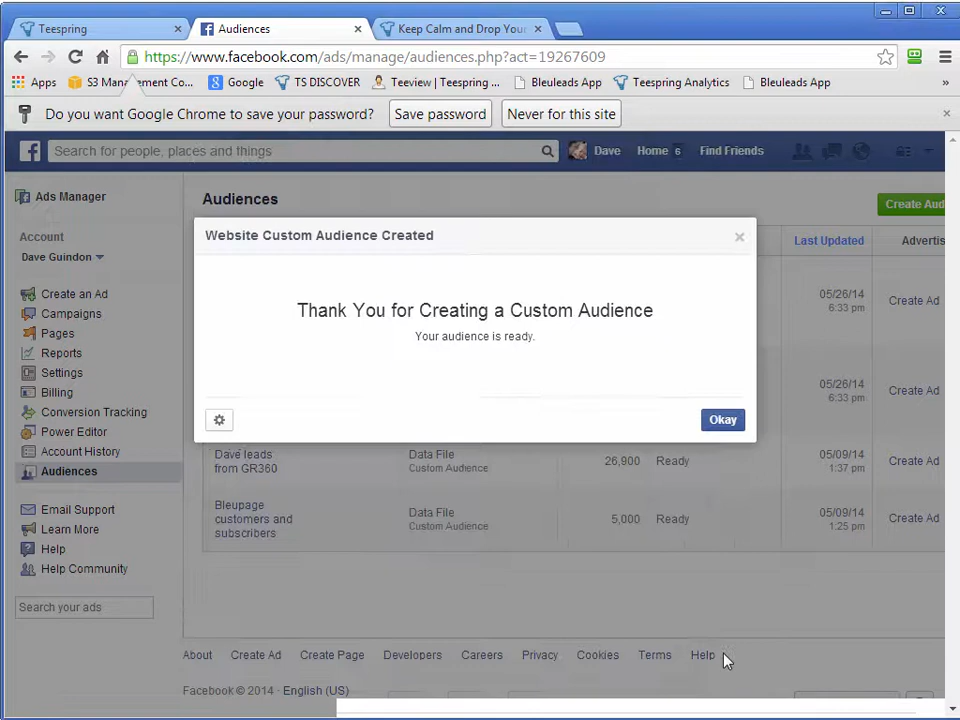 Teespring
Audiences
Keep Calm and Drop Your
https://www.facebook.com/ads/manage/audiences.php?act=19267609
Apps
S3 Management Co...
Google
TS DISCOVER
Teeview | Teespring ...
Bleuleads App
Teespring Analytics
Bleuleads App
»
Do you want Google Chrome to save your password?
Save password
Never for this site
Search for people, places and things
Dave
Home 6
Find Friends
Ads Manager
Account
Dave Guindon
Create an Ad
Campaigns
Pages
Reports
Settings
Billing
Conversion Tracking
Power Editor
Account History
Audiences
Email Support
Learn More
Help
Help Community
Search your ads
Audiences
Create Aud
Last Updated
Adverti
05/26/14
6:33 pm
Create Ad
05/26/14
6:33 pm
Create Ad
Website Custom Audience Created
Thank You for Creating a Custom Audience
Your audience is ready.
Okay
Dave leads
from GR360
Data File
Custom Audience
26,900
Ready
05/09/14
1:37 pm
Create Ad
Bleupage
customers and
subscribers
Data File
Custom Audience
5,000
Ready
05/09/14
1:25 pm
Create Ad
About
Create Ad
Create Page
Developers
Careers
Privacy
Cookies
Terms
Help
Facebook © 2014 · English (US)